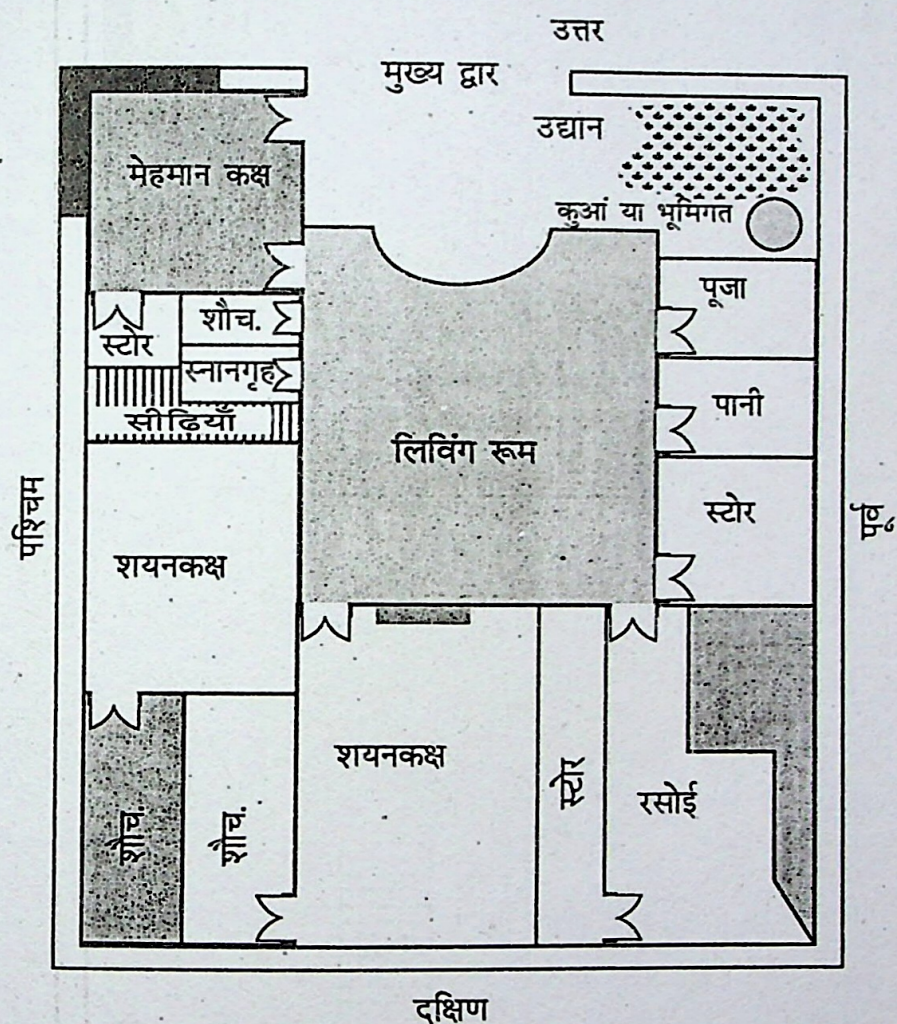 उत्तर
मुख्य द्वार
उद्यान
मेहमान कक्ष
कुआं या भूमिगत
पूजा
शौच.
स्टोर
स्नानगृह
पानी
सीढियाँ
लिविंग रूम
पश्चिम
स्टोर
पूर्व
शयनकक्ष
शयनकक्ष
स्टोर
रसोई
शौच.
शौच.
दक्षिण